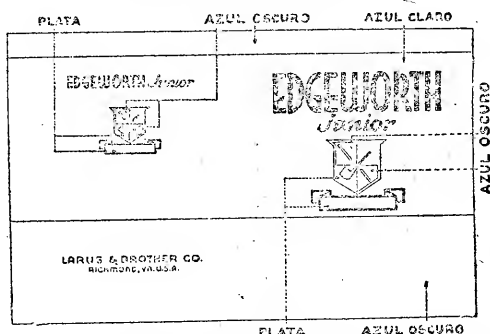 PLATA AZUL OSCURO AZUL CLARO
EDGEWORTH Junior
EDGEWORTH
Junior
AZUL OSCURO
LARUS & BROTHER CO.
RICHMOND, VA. U.S.A.
PLATA AZUL OSCURO